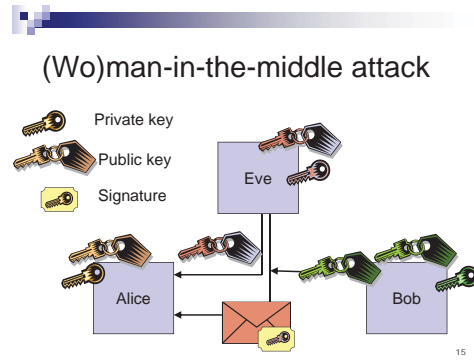 (Wo)man-in-the-middle attack
Private key
Public key
Signature
Eve
Alice
Bob
15